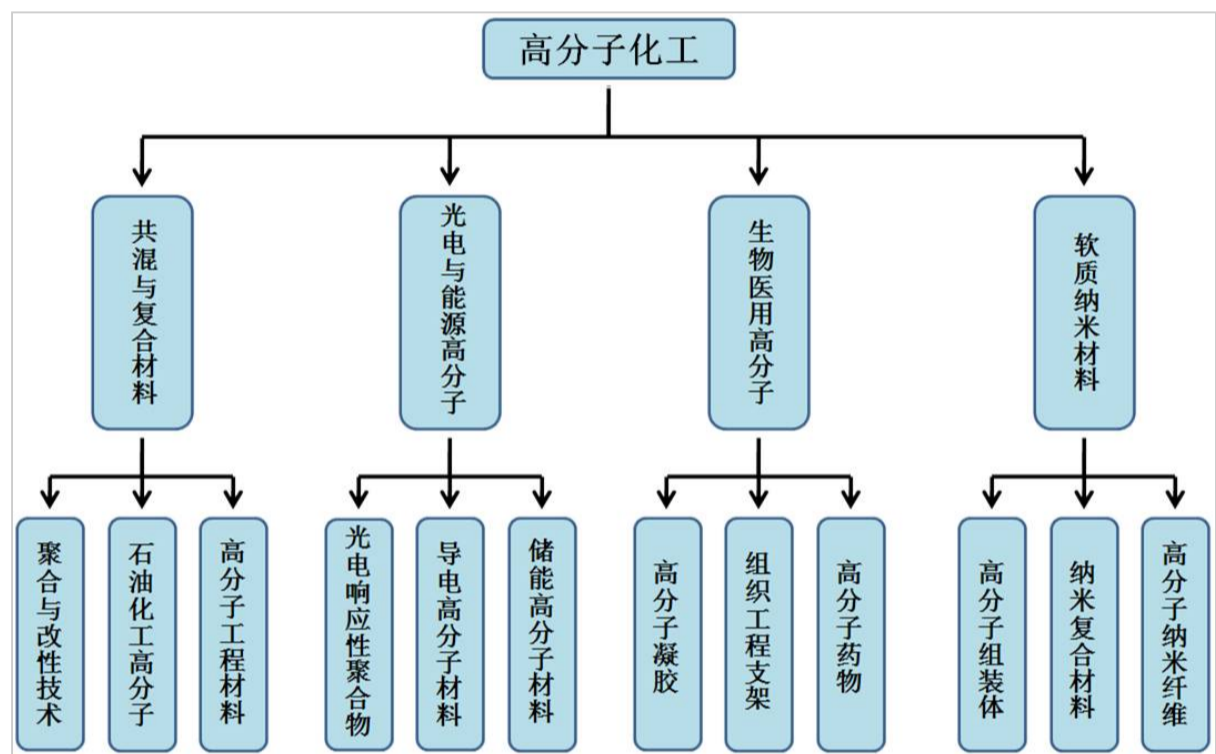 高分子化工
共混与复合材料
光电与能源高分子
生物医用高分子
软质纳米材料
聚合与改性技术
石油化工高分子
高分子工程材料
光电响应性聚合物
导电高分子材料
储能高分子材料
高分子凝胶
组织工程支架
高分子药物
高分子组装体
纳米复合材料
高分子纳米纤维